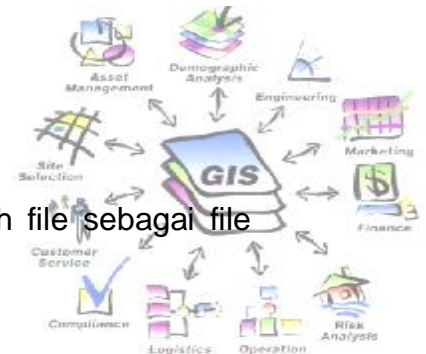 Demographic
Analysis
Asset
Management
Engineering
Marketing
Site
Selection
GIS
Finance
h file sebagai file
Customer
Service
Compliance
Logistics
Operation
Risk
Analysis